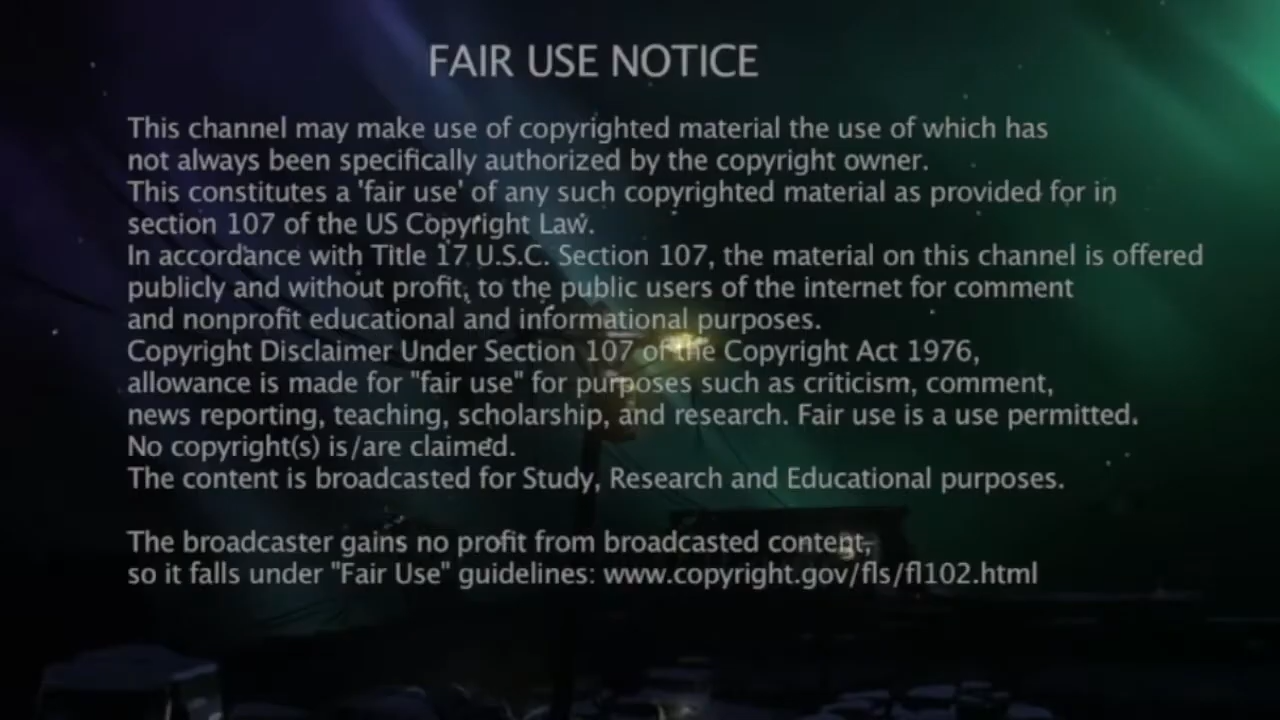 FAIR USE NOTICE
This channel may make use of copyrighted material the use of which has
not always been specifically authorized by the copyright owner.
This constitutes a 'fair use' of any such copyrighted material as provided for in
section 107 of the US Copyright Law.
In accordance with Title 17 U.S.C. Section 107, the material on this channel is offered
publicly and without profit, to the public users of the internet for comment
and nonprofit educational and informational purposes.
Copyright Disclaimer Under Section 107 of the Copyright Act 1976,
allowance is made for "fair use" for purposes such as criticism, comment,
news reporting, teaching, scholarship, and research. Fair use is a use permitted.
No copyright(s) is/are claimed.
The content is broadcasted for Study, Research and Educational purposes.
The broadcaster gains no profit from broadcasted content,
so it falls under "Fair Use" guidelines: www.copyright.gov/fls/fl102.html